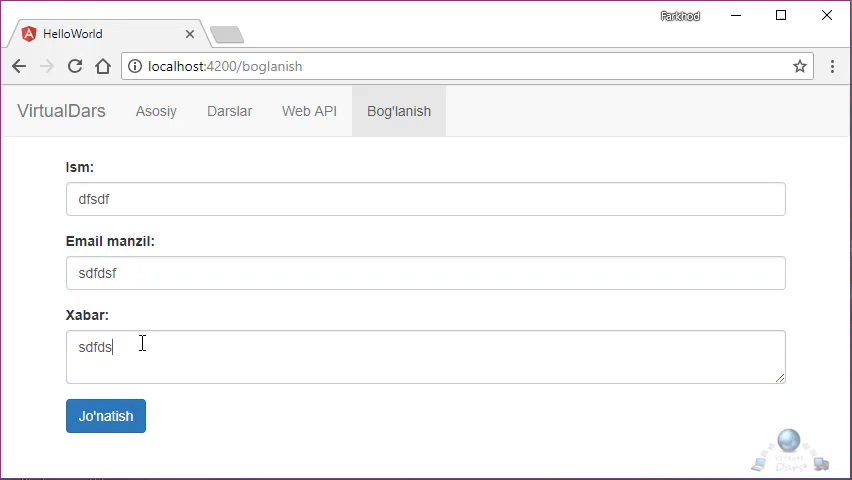 Farkhod
HelloWorld
localhost:4200/boglanish
VirtualDars Asosiy Darslar Web API Bog'lanish
Ism:
dfsdf
Email manzil:
sdfdsf
Xabar:
sdfds
Jo'natish
Dars